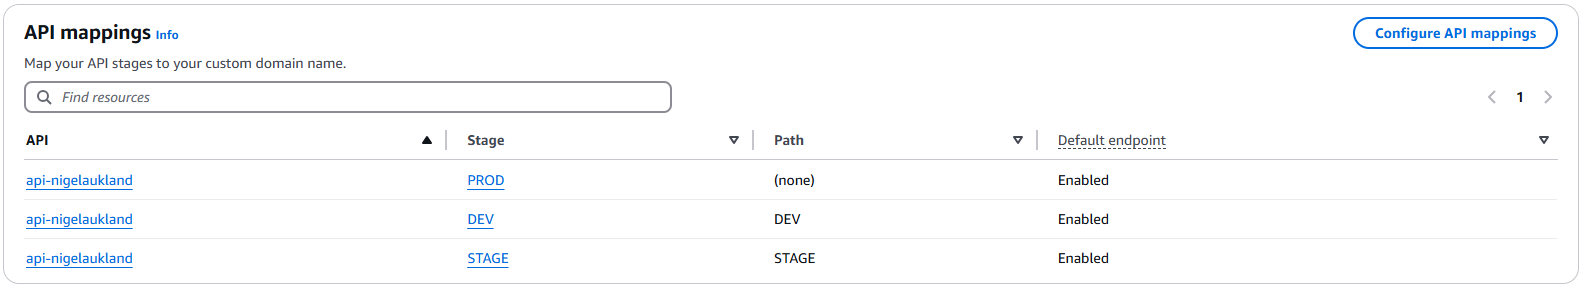 API mappings Info
Configure API mappings
Map your API stages to your custom domain name.
Find resources
1
API Stage Path Default endpoint
api-nigelaukland PROD (none) Enabled
api-nigelaukland DEV DEV Enabled
api-nigelaukland STAGE STAGE Enabled